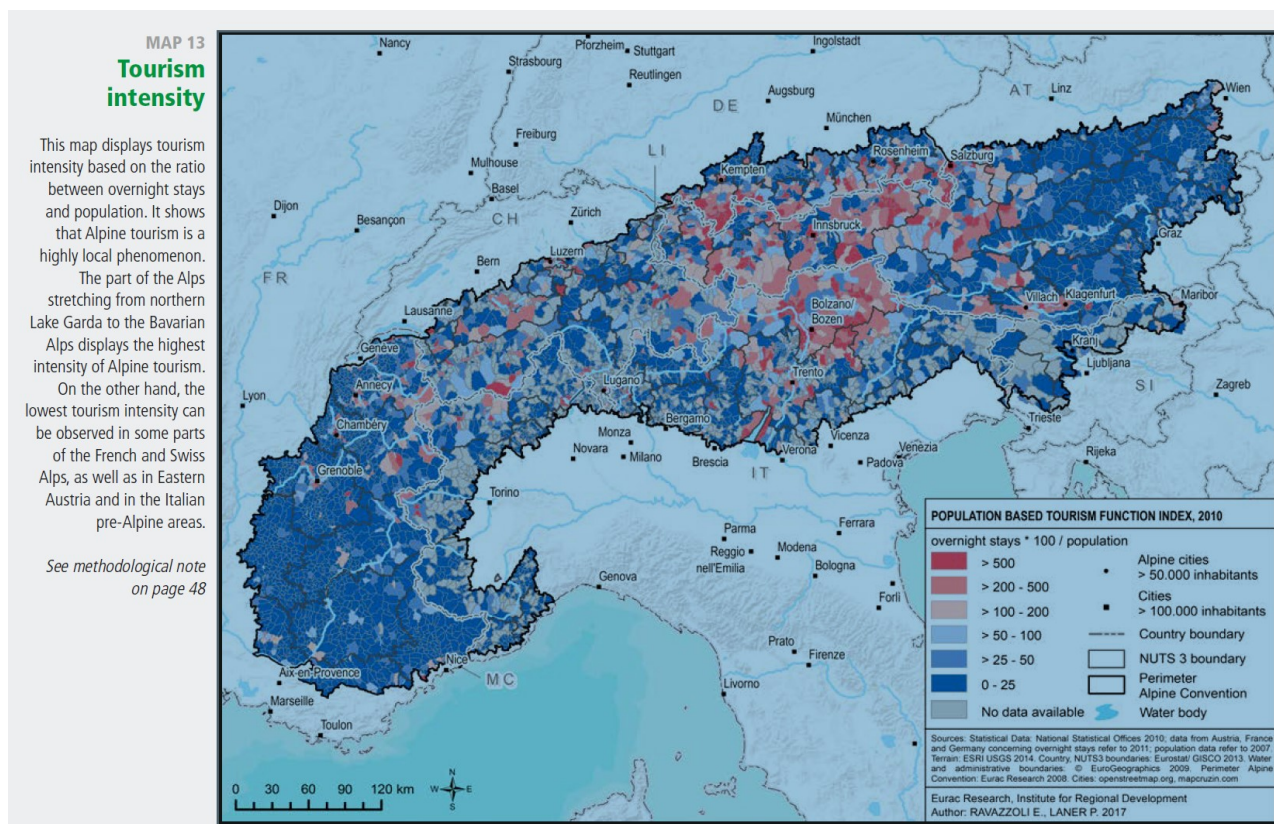 MAP 13
Tourism
intensity
This map displays tourism
intensity based on the ratio
between overnight stays
and population. It shows
that Alpine tourism is a
highly local phenomenon.
The part of the Alps
stretching from northern
Lake Garda to the Bavarian
Alps displays the highest
intensity of Alpine tourism.
On the other hand, the
lowest tourism intensity can
be observed in some parts
of the French and Swiss
Alps, as well as in Eastern
Austria and in the Italian
pre-Alpine areas.
See methodological note
on page 48
Nancy
Pforzheim
Stuttgart
Ingolstadt
Strasbourg
Reutlingen
Augsburg
DE
AT
Linz
Wien
München
Freiburg
LI
Rosenheim
Salzburg
Mulhouse
Kempten
Basel
Dijon
Besançon
CH
Zürich
Innsbruck
Graz
Luzern
Bern
FR
Bolzano/
Bozen
Villach
Klagenfurt
Maribor
Lausanne
Kranj
Genève
Ljubljana
Annecy
Lugano
Trento
SI
Zagreb
Lyon
Chambéry
Bergamo
Trieste
Monza
Vicenza
Venezia
Novara
Milano
Brescia
Verona
Padova
Rijeka
IT
Grenoble
Torino
Parma
Ferrara
Reggio
nell'Emilia
Modena
Bologna
Genova
Forlì
Prato
Firenze
Nice
MC
Aix-en-Provence
Livorno
Marseille
Toulon
POPULATION BASED TOURISM FUNCTION INDEX, 2010
overnight stays * 100 / population
> 500
> 200 - 500
> 100 - 200
> 50 - 100
> 25 - 50
0 - 25
No data available
Alpine cities
> 50.000 inhabitants
Cities
> 100.000 inhabitants
Country boundary
NUTS 3 boundary
Perimeter
Alpine Convention
Water body
Sources: Statistical Data: National Statistical Offices 2010; data from Austria, France
and Germany concerning overnight stays refer to 2011; population data refer to 2007.
Terrain: ESRI USGS 2014. Country, NUTS3 boundaries: Eurostat/ GISCO 2013. Water
and administrative boundaries: © EuroGeographics 2009. Perimeter Alpine
Convention: Eurac Research 2008. Cities: openstreetmap.org, mapcruzin.com
Eurac Research, Institute for Regional Development
Author: RAVAZZOLI E., LANER P. 2017
N
W
E
S
0 30 60 90 120 km